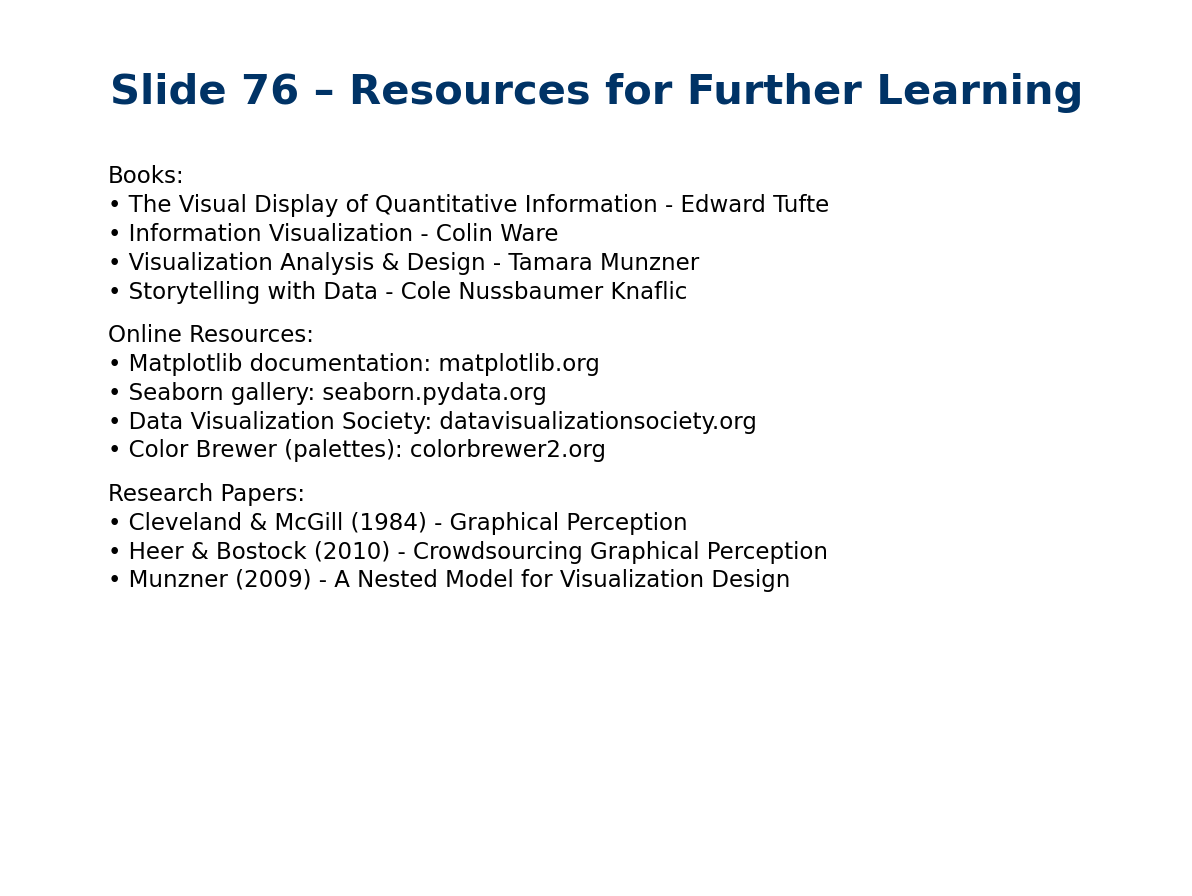 Slide 76 – Resources for Further Learning
Books:
• The Visual Display of Quantitative Information - Edward Tufte
• Information Visualization - Colin Ware
• Visualization Analysis & Design - Tamara Munzner
• Storytelling with Data - Cole Nussbaumer Knaflic
Online Resources:
• Matplotlib documentation: matplotlib.org
• Seaborn gallery: seaborn.pydata.org
• Data Visualization Society: datavisualizationsociety.org
• Color Brewer (palettes): colorbrewer2.org
Research Papers:
• Cleveland & McGill (1984) - Graphical Perception
• Heer & Bostock (2010) - Crowdsourcing Graphical Perception
• Munzner (2009) - A Nested Model for Visualization Design